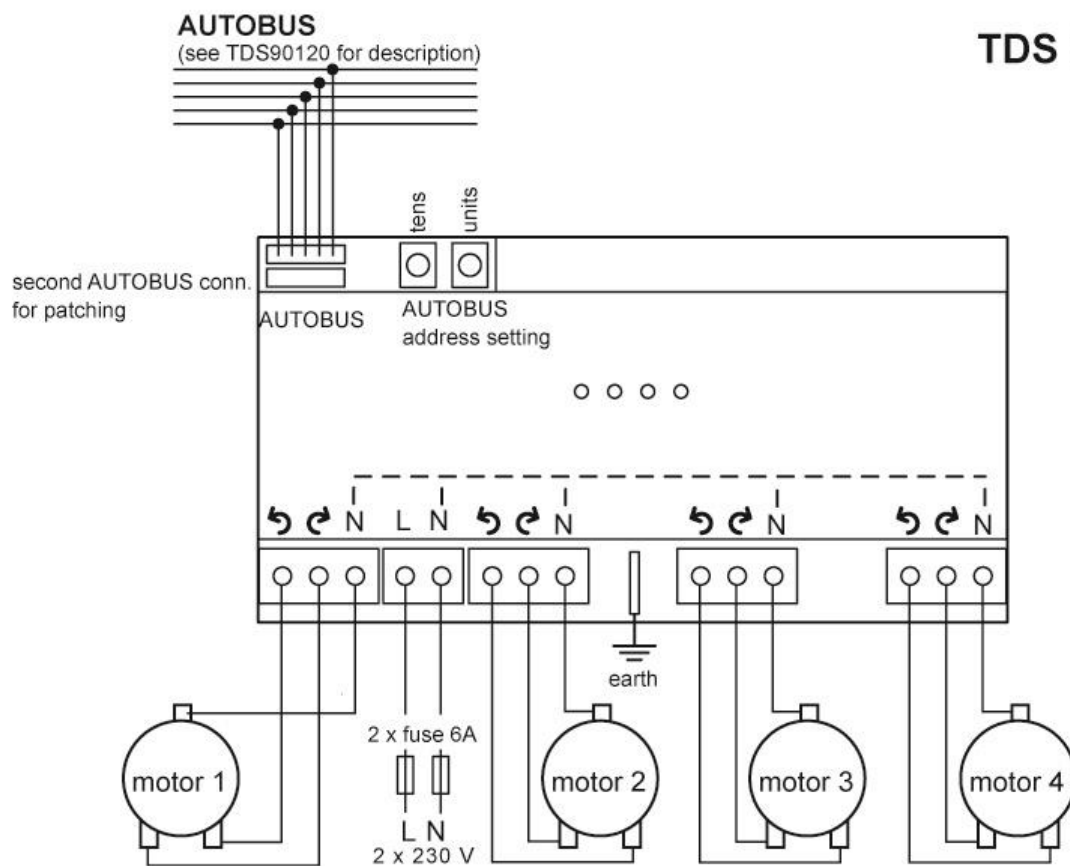 AUTOBUS
(see TDS90120 for description)
TDS
tens
units
second AUTOBUS conn.
for patching
AUTOBUS
AUTOBUS
address setting
N L N N N N
earth
2 x fuse 6A
motor 1
motor 2
motor 3
motor 4
L N
2 x 230 V